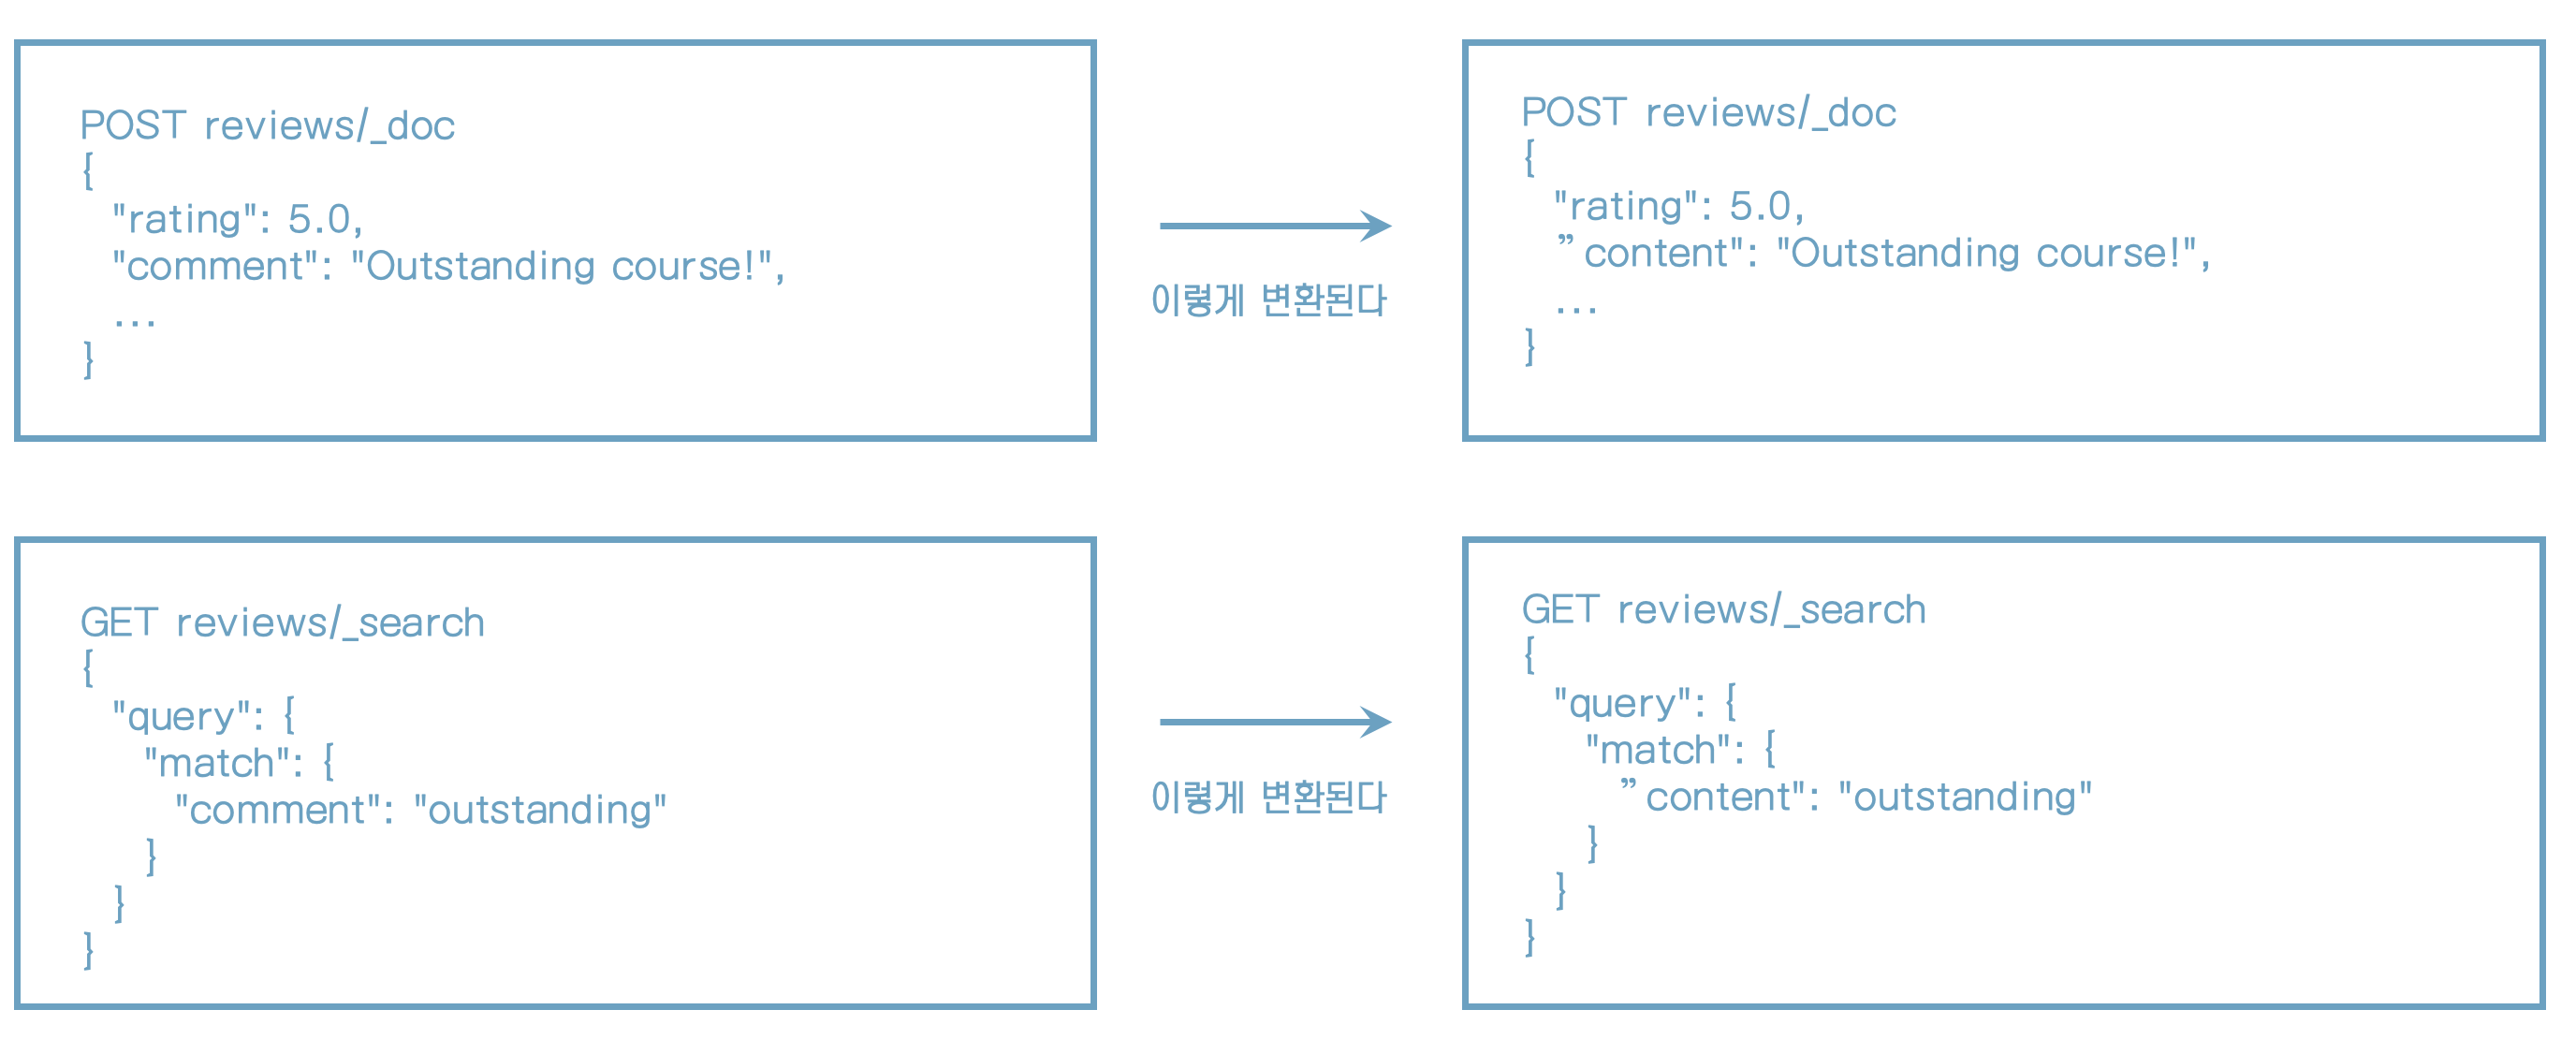 POST reviews/_doc
{
"rating": 5.0,
"comment": "Outstanding course!",
...
}
이렇게 변환된다
POST reviews/_doc
{
"rating": 5.0,
”content": "Outstanding course!",
...
}
GET reviews/_search
{
"query": {
"match": {
"comment": "outstanding"
}
}
}
이렇게 변환된다
GET reviews/_search
{
"query": {
"match": {
”content": "outstanding"
}
}
}